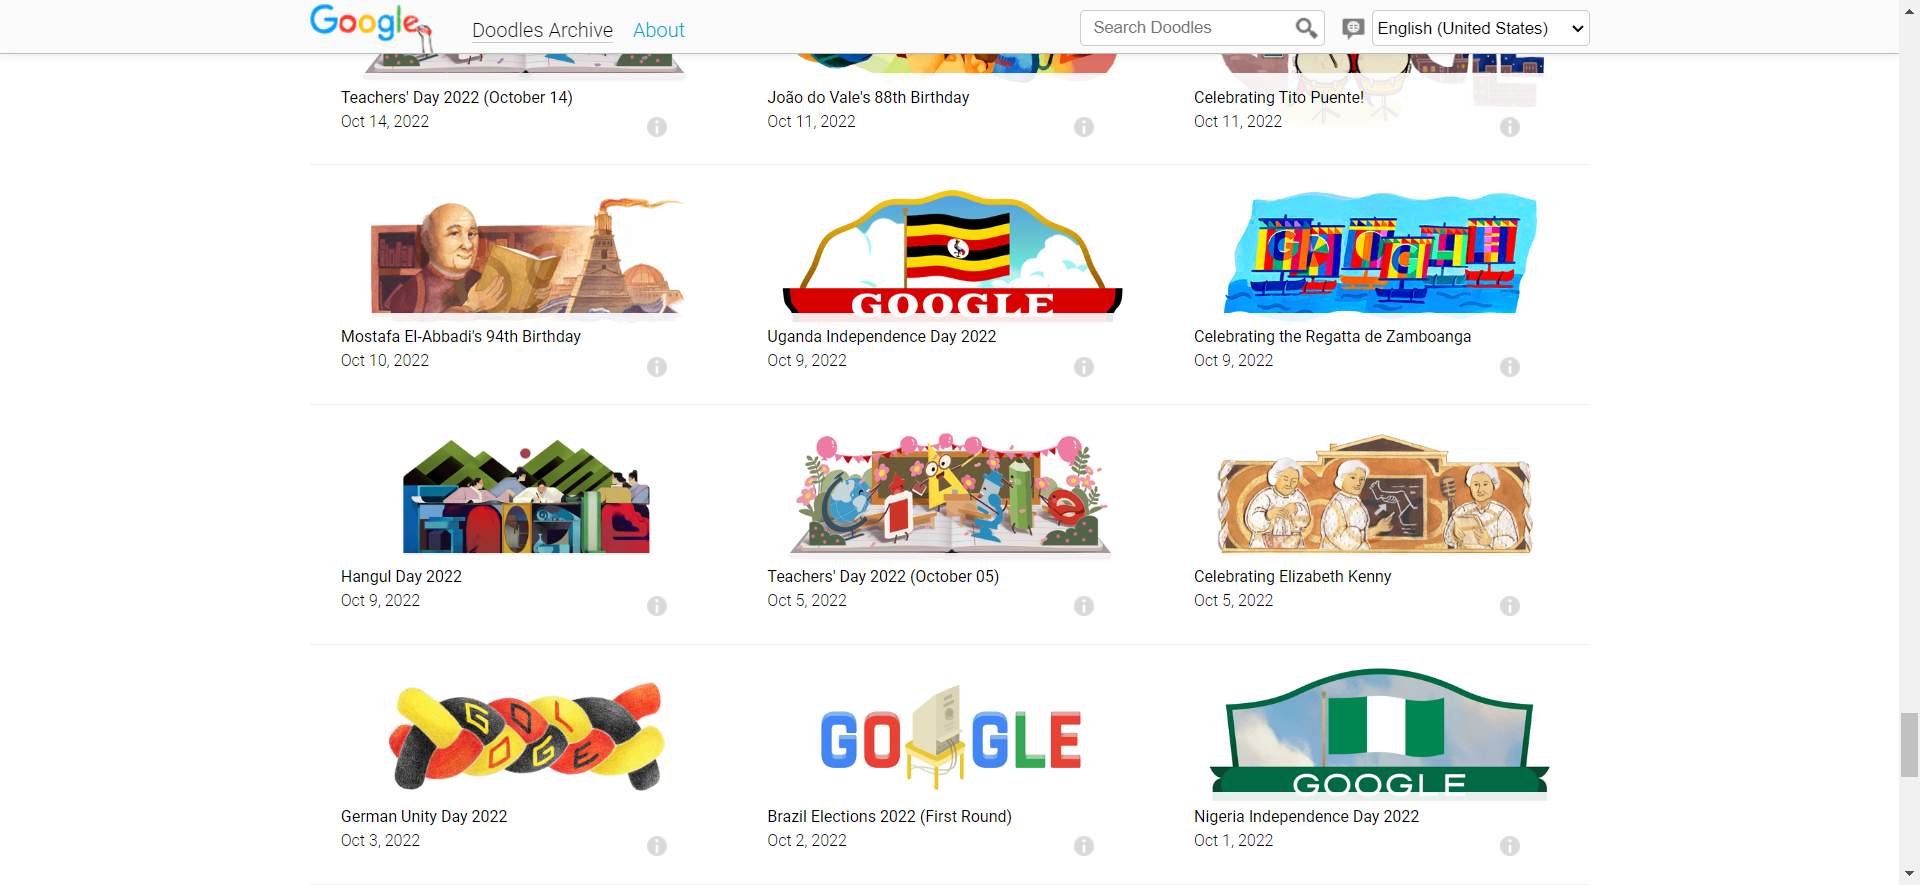 Google
Doodles Archive
About
Search Doodles
English (United States)
Teachers' Day 2022 (October 14)
Oct 14, 2022
João do Vale's 88th Birthday
Oct 11, 2022
Celebrating Tito Puente!
Oct 11, 2022
Mostafa El-Abbadi's 94th Birthday
Oct 10, 2022
GOOGLE
Uganda Independence Day 2022
Oct 9, 2022
Celebrating the Regatta de Zamboanga
Oct 9, 2022
Hangul Day 2022
Oct 9, 2022
Teachers' Day 2022 (October 05)
Oct 5, 2022
Celebrating Elizabeth Kenny
Oct 5, 2022
GOOGLE
German Unity Day 2022
Oct 3, 2022
GO GLE
Brazil Elections 2022 (First Round)
Oct 2, 2022
GOOGLE
Nigeria Independence Day 2022
Oct 1, 2022